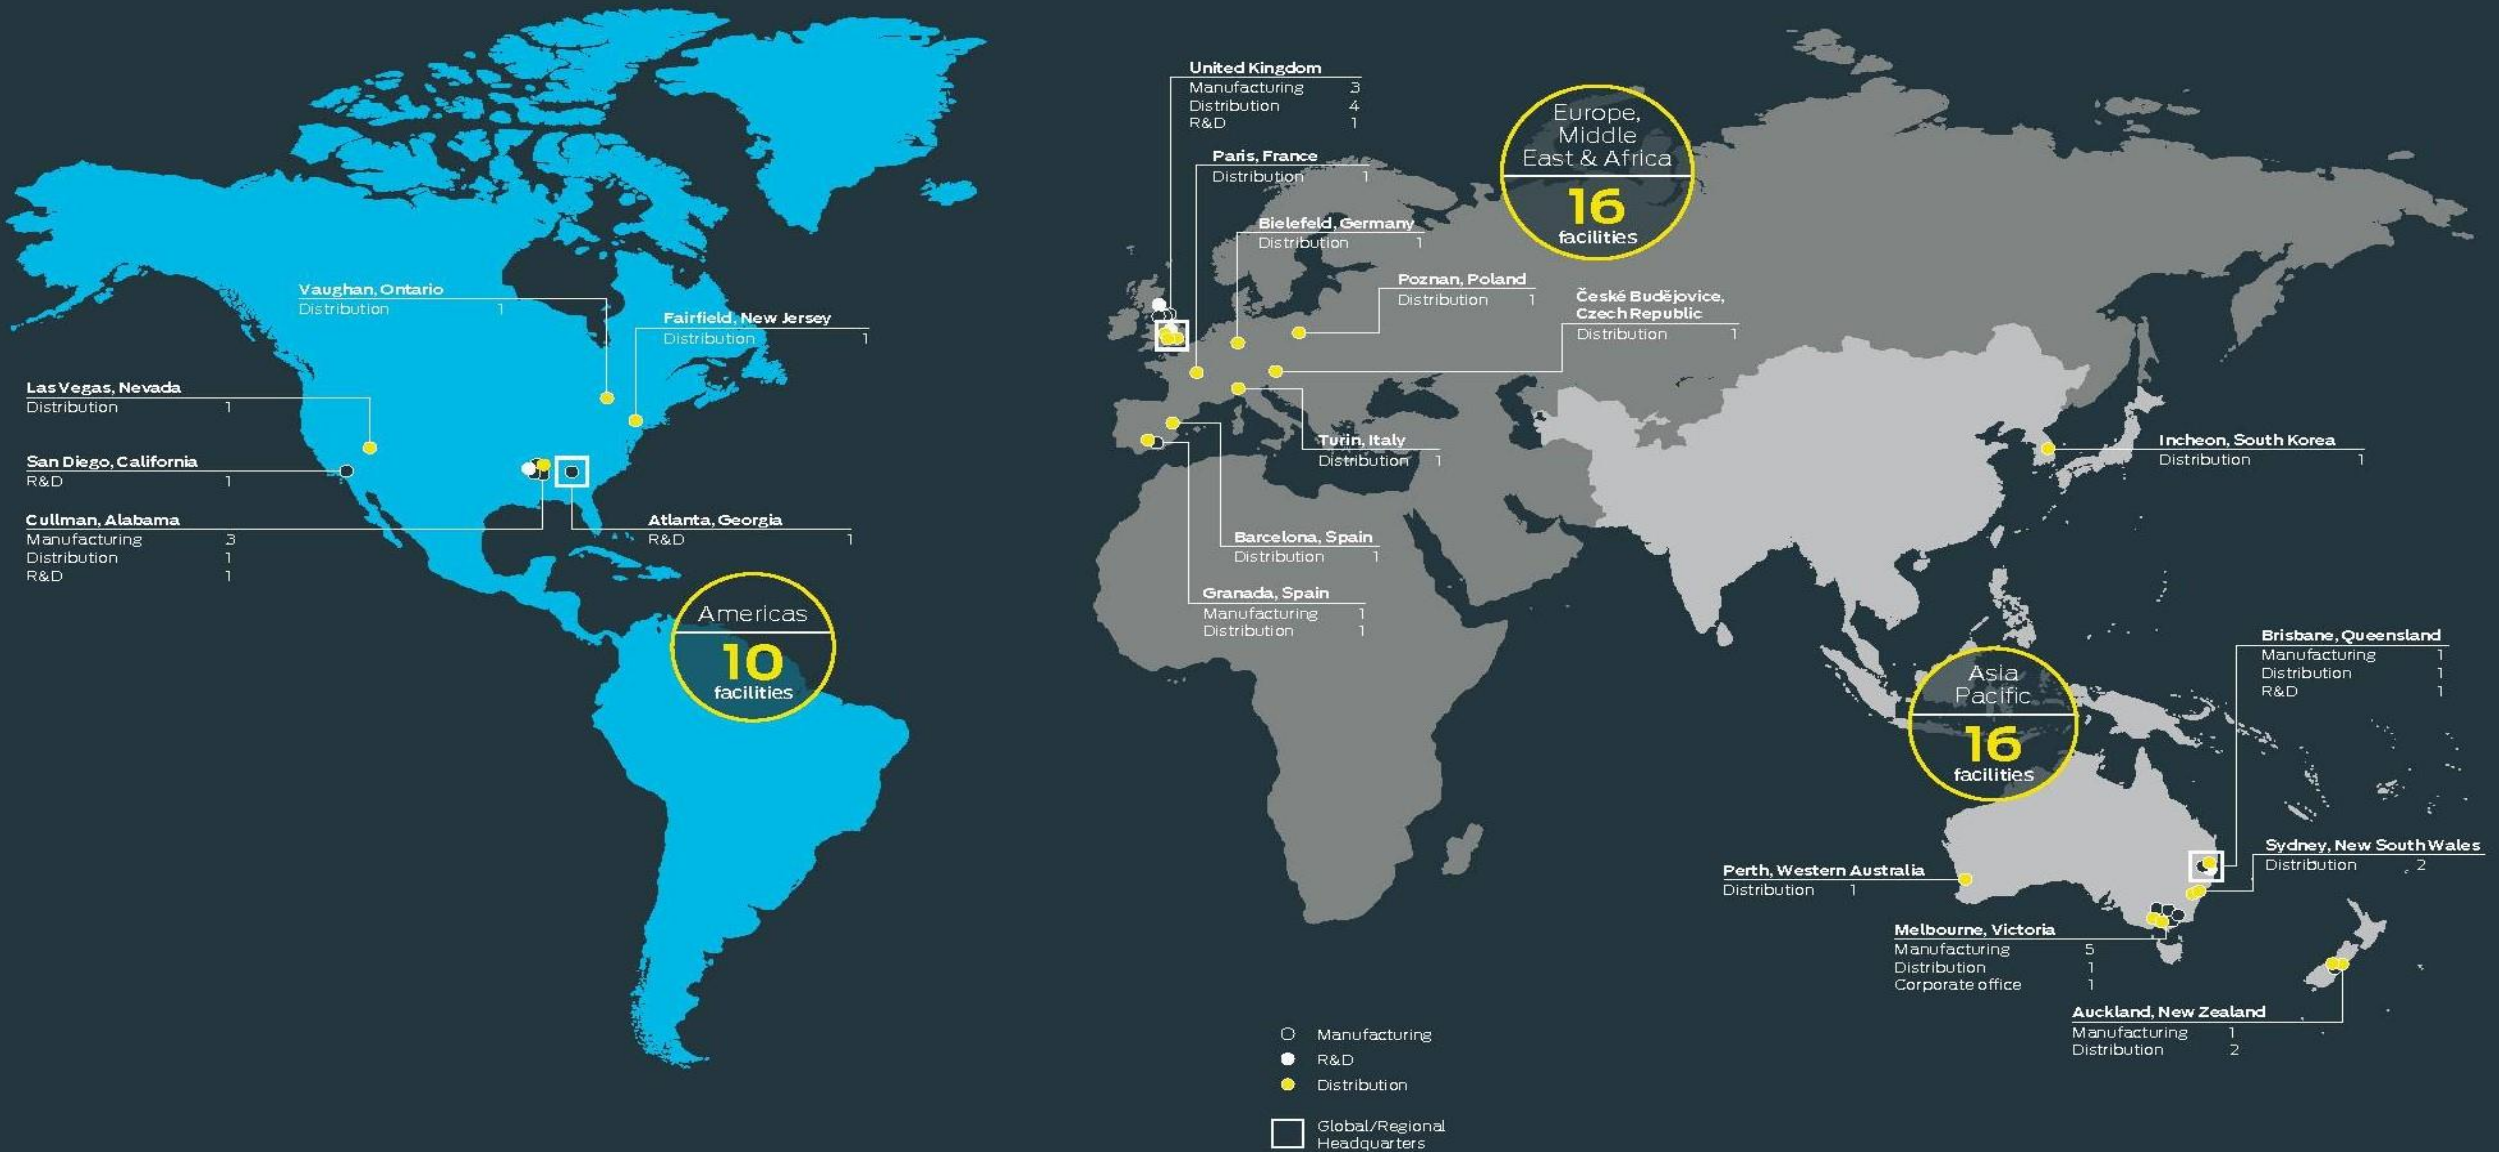 Vaughan, Ontario
Distribution 1
Fairfield, New Jersey
Distribution 1
Las Vegas, Nevada
Distribution 1
San Diego, California
R&D 1
Cullman, Alabama
Manufacturing 3
Distribution 1
R&D 1
Atlanta, Georgia
R&D 1
Americas
10
facilities
United Kingdom
Manufacturing 3
Distribution 4
R&D 1
Paris, France
Distribution 1
Bielefeld, Germany
Distribution 1
Poznan, Poland
Distribution 1
České Budějovice,
Czech Republic
Distribution 1
Turin, Italy
Distribution 1
Barcelona, Spain
Distribution 1
Granada, Spain
Manufacturing 1
Distribution 1
Europe,
Middle
East & Africa
16
facilities
Incheon, South Korea
Distribution 1
Asia
Pacific
16
facilities
Brisbane, Queensland
Manufacturing 1
Distribution 1
R&D 1
Sydney, New South Wales
Distribution 2
Perth, Western Australia
Distribution 1
Melbourne, Victoria
Manufacturing 5
Distribution 1
Corporate office 1
Auckland, New Zealand
Manufacturing 1
Distribution 2
Manufacturing
R&D
Distribution
Global/Regional
Headquarters